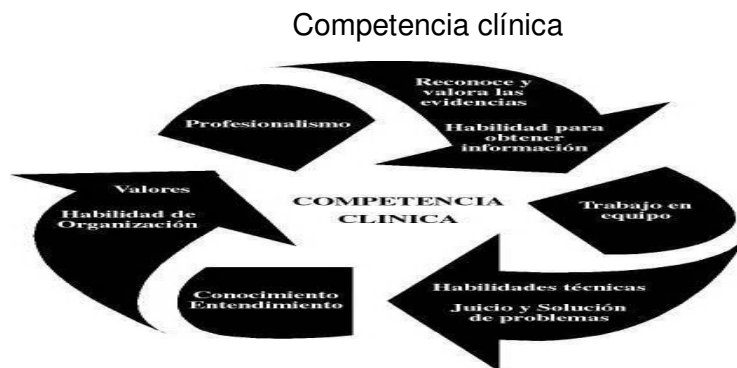 Competencia clínica
Reconoce y
valora las
evidencias
Habilidad para
obtener
información
Profesionalismo
Valores
Habilidad de
Organización
COMPETENCIA
CLINICA
Trabajo en
equipo
Habilidades técnicas
Juicio y Solución
de problemas
Conocimiento
Entendimiento